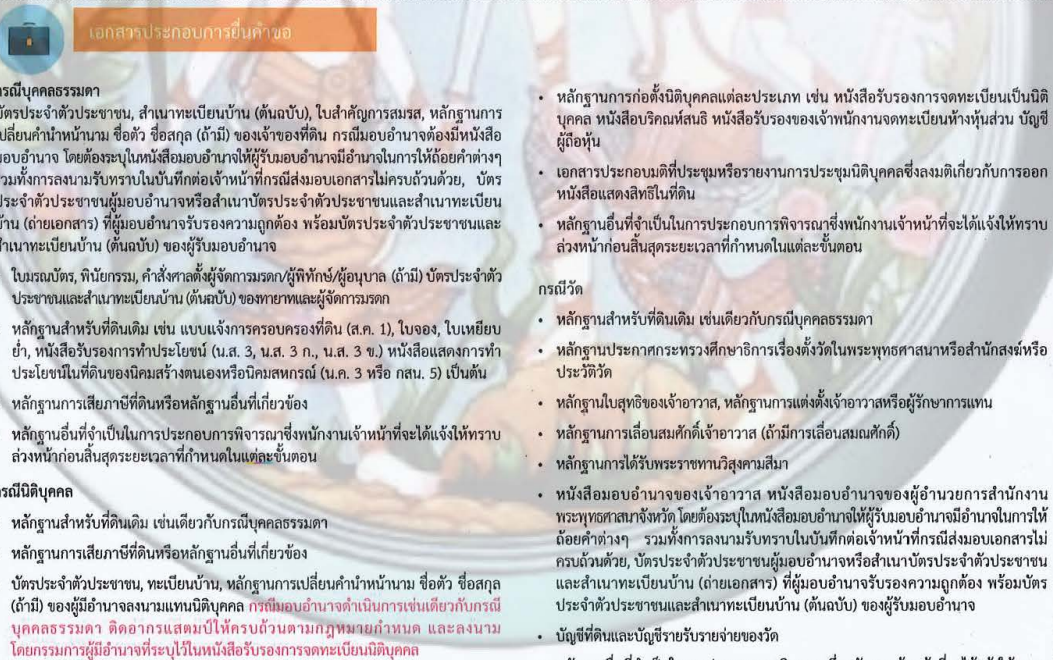 เอกสารประกอบการยื่นคำขอ
กรณีบุคคลธรรมดา
บัตรประจำตัวประชาชน, สำเนาทะเบียนบ้าน (ต้นฉบับ), ใบสำคัญการสมรส, หลักฐานการ
เปลี่ยนคำนำหน้านาม ชื่อตัว ชื่อสกุล (ถ้ามี) ของเจ้าของที่ดิน กรณีมอบอำนาจต้องมีหนังสือ
มอบอำนาจ โดยต้องระบุในหนังสือมอบอำนาจให้ผู้รับมอบอำนาจมีอำนาจในการให้ถ้อยคำต่างๆ
รวมทั้งการลงนามรับทราบในบันทึกต่อเจ้าหน้าที่กรณีส่งมอบเอกสารไม่ครบถ้วนด้วย, บัตร
ประจำตัวประชาชนผู้มอบอำนาจหรือสำเนาบัตรประจำตัวประชาชนและสำเนาทะเบียน
บ้าน (ถ่ายเอกสาร) ที่ผู้มอบอำนาจรับรองความถูกต้อง พร้อมบัตรประจำตัวประชาชนและ
สำเนาทะเบียนบ้าน (ต้นฉบับ) ของผู้รับมอบอำนาจ
ใบมรณบัตร, พินัยกรรม, คำสั่งศาลตั้งผู้จัดการมรดก/ผู้พิทักษ์/ผู้อนุบาล (ถ้ามี) บัตรประจำตัว
ประชาชนและสำเนาทะเบียนบ้าน (ต้นฉบับ) ของทายาทและผู้จัดการมรดก
หลักฐานสำหรับที่ดินเดิม เช่น แบบแจ้งการครอบครองที่ดิน (ส.ค. 1), ใบจอง, ใบเหยียบ
ย่ำ, หนังสือรับรองการทำประโยชน์ (น.ส. 3, น.ส. 3 ก., น.ส. 3 ข.) หนังสือแสดงการทำ
ประโยชน์ในที่ดินของนิคมสร้างตนเองหรือนิคมสหกรณ์ (น.ค. 3 หรือ กสน. 5) เป็นต้น
หลักฐานการเสียภาษีที่ดินหรือหลักฐานอื่นที่เกี่ยวข้อง
หลักฐานอื่นที่จำเป็นในการประกอบการพิจารณาซึ่งพนักงานเจ้าหน้าที่จะได้แจ้งให้ทราบ
ล่วงหน้าก่อนสิ้นสุดระยะเวลาที่กำหนดในแต่ละขั้นตอน
กรณีนิติบุคคล
หลักฐานสำหรับที่ดินเดิม เช่นเดียวกับกรณีบุคคลธรรมดา
หลักฐานการเสียภาษีที่ดินหรือหลักฐานอื่นที่เกี่ยวข้อง
บัตรประจำตัวประชาชน, ทะเบียนบ้าน, หลักฐานการเปลี่ยนคำนำหน้านาม ชื่อตัว ชื่อสกุล
(ถ้ามี) ของผู้มีอำนาจลงนามแทนนิติบุคคล กรณีมอบอำนาจดำเนินการเช่นเดียวกับกรณี
บุคคลธรรมดา ติดอากรแสตมป์ให้ครบถ้วนตามกฎหมายกำหนด และลงนาม
โดยกรรมการผู้มีอำนาจที่ระบุไว้ในหนังสือรับรองการจดทะเบียนนิติบุคคล
• หลักฐานการก่อตั้งนิติบุคคลแต่ละประเภท เช่น หนังสือรับรองการจดทะเบียนเป็นนิติ
บุคคล หนังสือบริคณห์สนธิ หนังสือรับรองของเจ้าพนักงานจดทะเบียนห้างหุ้นส่วน บัญชี
ผู้ถือหุ้น
• เอกสารประกอบมติที่ประชุมหรือรายงานการประชุมนิติบุคคลซึ่งลงมติเกี่ยวกับการออก
หนังสือแสดงสิทธิในที่ดิน
• หลักฐานอื่นที่จำเป็นในการประกอบการพิจารณาซึ่งพนักงานเจ้าหน้าที่จะได้แจ้งให้ทราบ
ล่วงหน้าก่อนสิ้นสุดระยะเวลาที่กำหนดในแต่ละขั้นตอน
กรณีวัด
• หลักฐานสำหรับที่ดินเดิม เช่นเดียวกับกรณีบุคคลธรรมดา
• หลักฐานประกาศกระทรวงศึกษาธิการเรื่องตั้งวัดในพระพุทธศาสนาหรือสำนักสงฆ์หรือ
ประวัติวัด
• หลักฐานใบสุทธิของเจ้าอาวาส, หลักฐานการแต่งตั้งเจ้าอาวาสหรือผู้รักษาการแทน
• หลักฐานการเลื่อนสมศักดิ์เจ้าอาวาส (ถ้ามีการเลื่อนสมณศักดิ์)
• หลักฐานการได้รับพระราชทานวิสุงคามสีมา
• หนังสือมอบอำนาจของเจ้าอาวาส หนังสือมอบอำนาจของผู้อำนวยการสำนักงาน
พระพุทธศาสนาจังหวัด โดยต้องระบุในหนังสือมอบอำนาจให้ผู้รับมอบอำนาจมีอำนาจในการให้
ถ้อยคำต่างๆ รวมทั้งการลงนามรับทราบในบันทึกต่อเจ้าหน้าที่กรณีส่งมอบเอกสารไม่
ครบถ้วนด้วย, บัตรประจำตัวประชาชนผู้มอบอำนาจหรือสำเนาบัตรประจำตัวประชาชน
และสำเนาทะเบียนบ้าน (ถ่ายเอกสาร) ที่ผู้มอบอำนาจรับรองความถูกต้อง พร้อมบัตร
ประจำตัวประชาชนและสำเนาทะเบียนบ้าน (ต้นฉบับ) ของผู้รับมอบอำนาจ
• บัญชีที่ดินและบัญชีรายรับรายจ่ายของวัด